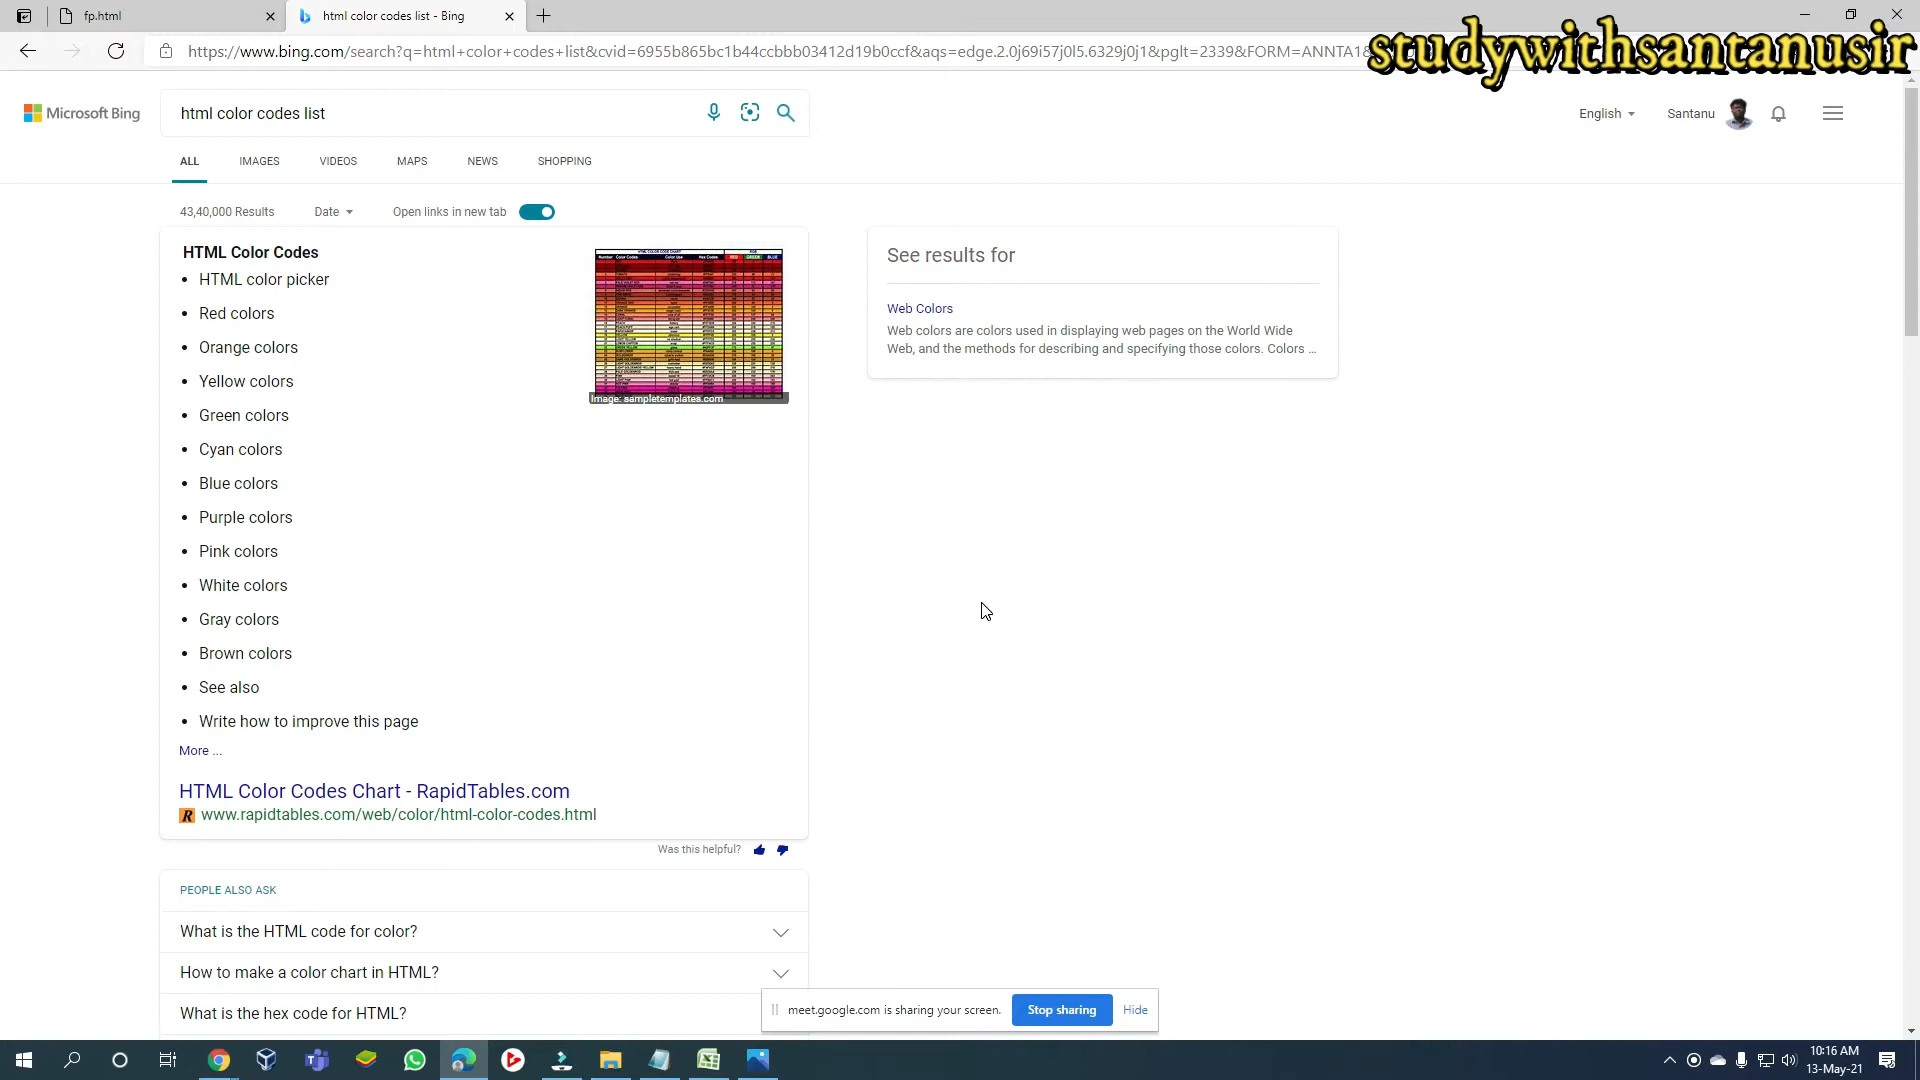 fp.html
html color codes list - Bing
https://www.bing.com/search?q=html+color+codes+list&cvid=6955b865bc1b44ccbbb03412d19b0ccf&aqs=edge.2.0j69i57j0l5.6329j0j1&pglt=2339&FORM=ANNTA1&
studywithsantanusir
Microsoft Bing
html color codes list
English
Santanu
ALL IMAGES VIDEOS MAPS NEWS SHOPPING
43,40,000 Results Date Open links in new tab
HTML Color Codes
• HTML color picker
• Red colors
• Orange colors
• Yellow colors
• Green colors
• Cyan colors
• Blue colors
• Purple colors
• Pink colors
• White colors
• Gray colors
• Brown colors
• See also
• Write how to improve this page
More ...
Image: sampletemplates.com
HTML Color Codes Chart - RapidTables.com
R www.rapidtables.com/web/color/html-color-codes.html
Was this helpful?
See results for
Web Colors
Web colors are colors used in displaying web pages on the World Wide
Web, and the methods for describing and specifying those colors. Colors ...
PEOPLE ALSO ASK
What is the HTML code for color?
How to make a color chart in HTML?
What is the hex code for HTML?
meet.google.com is sharing your screen.
Stop sharing
Hide
10:16 AM
13-May-21